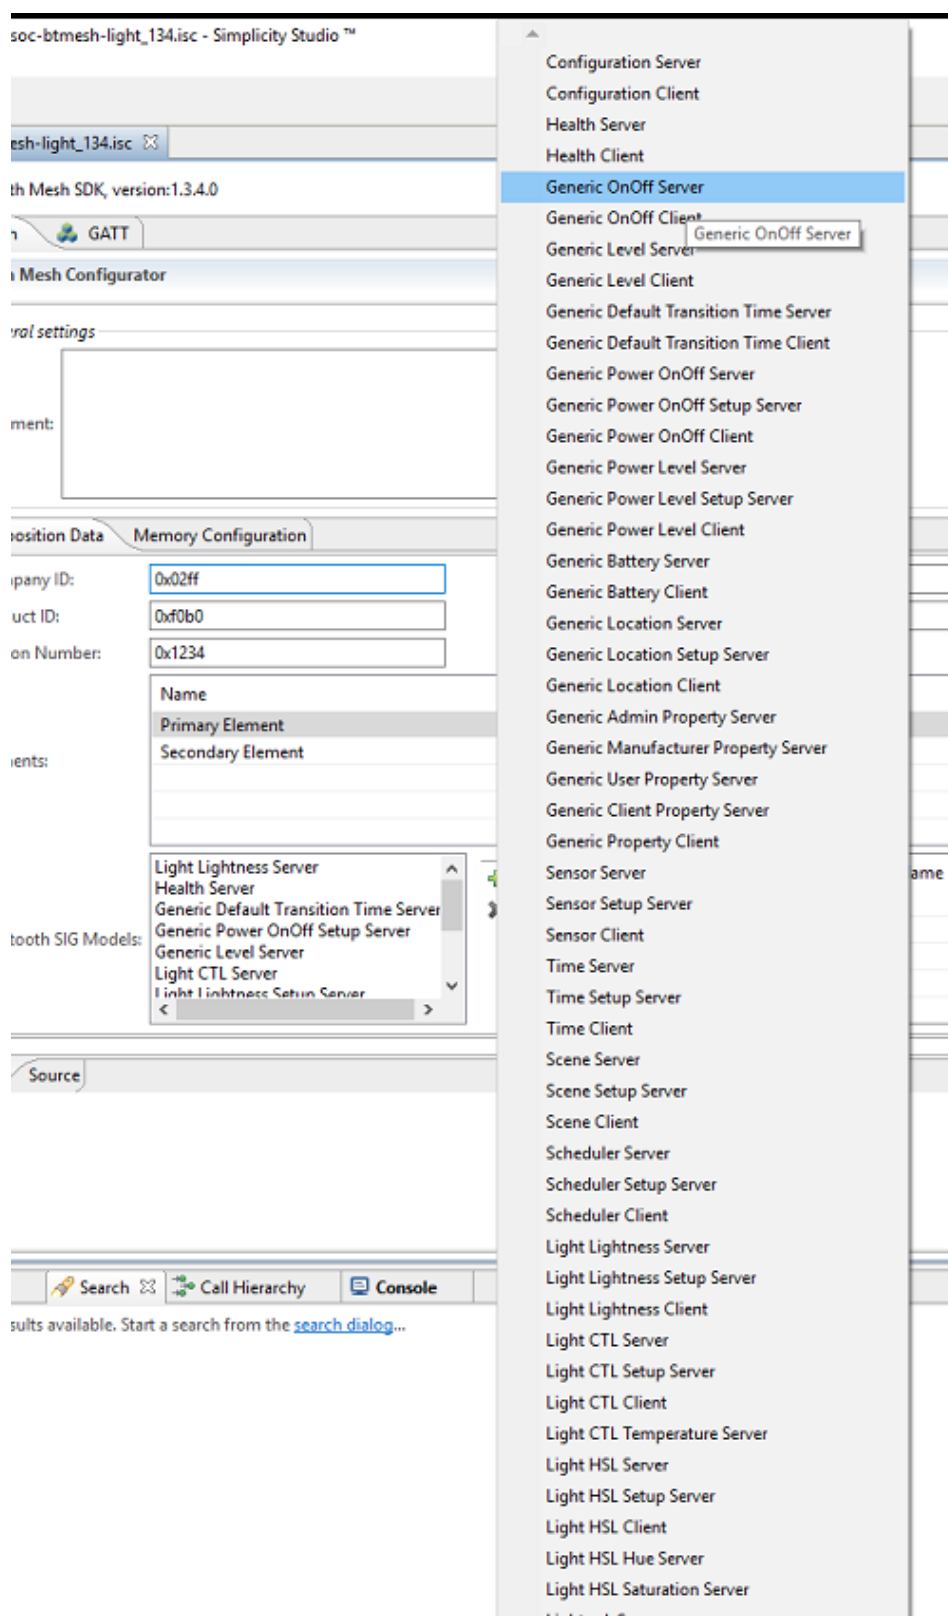 soc-btmesh-light_134.isc - Simplicity Studio ™
esh-light_134.isc
th Mesh SDK, version:1.3.4.0
GATT
Mesh Configurator
ral settings
ment:
osition Data
Memory Configuration
pany ID:
0x02ff
uct ID:
0xf0b0
on Number:
0x1234
Name
Primary Element
Secondary Element
ents:
Light Lightness Server
Health Server
Generic Default Transition Time Server
Generic Power OnOff Setup Server
tooth SIG Models:
Generic Level Server
Light CTL Server
Light Lightness Setup Server
ame
Source
Search
Call Hierarchy
Console
sults available. Start a search from the search dialog...
Configuration Server
Configuration Client
Health Server
Health Client
Generic OnOff Server
Generic OnOff Client
Generic OnOff Server
Generic Level Server
Generic Level Client
Generic Default Transition Time Server
Generic Default Transition Time Client
Generic Power OnOff Server
Generic Power OnOff Setup Server
Generic Power OnOff Client
Generic Power Level Server
Generic Power Level Setup Server
Generic Power Level Client
Generic Battery Server
Generic Battery Client
Generic Location Server
Generic Location Setup Server
Generic Location Client
Generic Admin Property Server
Generic Manufacturer Property Server
Generic User Property Server
Generic Client Property Server
Generic Property Client
Sensor Server
Sensor Setup Server
Sensor Client
Time Server
Time Setup Server
Time Client
Scene Server
Scene Setup Server
Scene Client
Scheduler Server
Scheduler Setup Server
Scheduler Client
Light Lightness Server
Light Lightness Setup Server
Light Lightness Client
Light CTL Server
Light CTL Setup Server
Light CTL Client
Light CTL Temperature Server
Light HSL Server
Light HSL Setup Server
Light HSL Client
Light HSL Hue Server
Light HSL Saturation Server